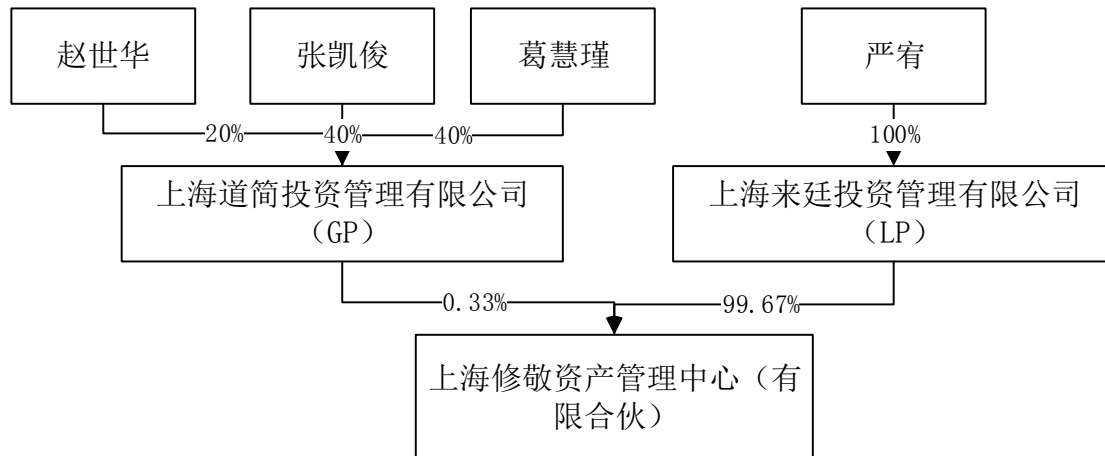 赵世华
张凯俊
葛慧瑾
严宥
20%
40%
40%
100%
上海道简投资管理有限公司
（GP）
上海来廷投资管理有限公司
（LP）
0.33%
99.67%
上海修敬资产管理中心（有
限合伙）